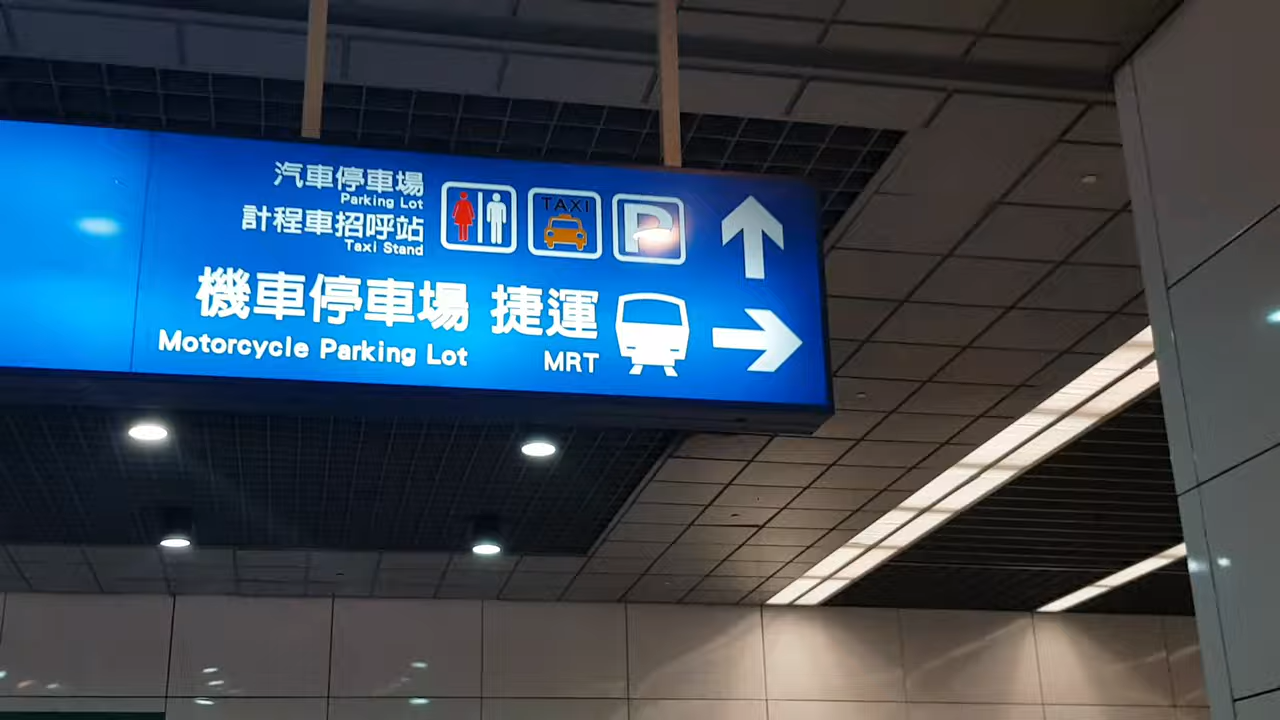 汽車停車場
Parking Lot
計程車招呼站
Taxi Stand
TAXI
P
機車停車場 捷運
Motorcycle Parking Lot MRT